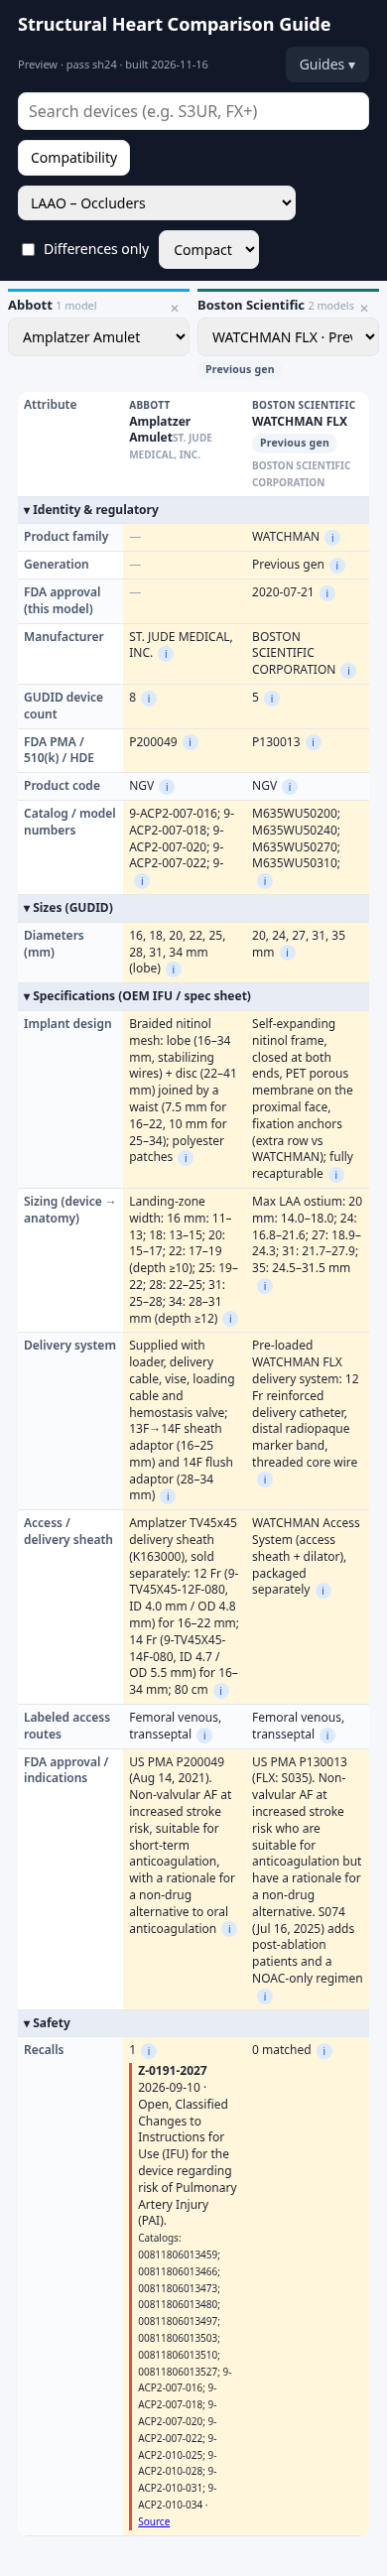 Structural Heart Comparison Guide
Preview · pass sh24 · built 2026-11-16
Guides ▾
Search devices (e.g. S3UR, FX+)
Compatibility
LAAO – Occluders
Differences only
Compact
Abbott 1 model ×
Amplatzer Amulet
Boston Scientific 2 models ×
WATCHMAN FLX · Prev
Previous gen
Attribute
ABBOTT
Amplatzer
AmuletST. JUDE
MEDICAL, INC.
BOSTON SCIENTIFIC
WATCHMAN FLX
Previous gen
BOSTON SCIENTIFIC
CORPORATION
▾ Identity & regulatory
Product family
—
WATCHMAN i
Generation
—
Previous gen i
FDA approval
(this model)
—
2020-07-21 i
Manufacturer
ST. JUDE MEDICAL,
INC. i
BOSTON
SCIENTIFIC
CORPORATION i
GUDID device
count
8 i
5 i
FDA PMA /
510(k) / HDE
P200049 i
P130013 i
Product code
NGV i
NGV i
Catalog / model
numbers
9-ACP2-007-016; 9-
ACP2-007-018; 9-
ACP2-007-020; 9-
ACP2-007-022; 9-
i
M635WU50200;
M635WU50240;
M635WU50270;
M635WU50310;
i
▾ Sizes (GUDID)
Diameters
(mm)
16, 18, 20, 22, 25,
28, 31, 34 mm
(lobe) i
20, 24, 27, 31, 35
mm i
▾ Specifications (OEM IFU / spec sheet)
Implant design
Braided nitinol
mesh: lobe (16–34
mm, stabilizing
wires) + disc (22–41
mm) joined by a
waist (7.5 mm for
16–22, 10 mm for
25–34); polyester
patches i
Self-expanding
nitinol frame,
closed at both
ends, PET porous
membrane on the
proximal face,
fixation anchors
(extra row vs
WATCHMAN); fully
recapturable i
Sizing (device →
anatomy)
Landing-zone
width: 16 mm: 11–
13; 18: 13–15; 20:
15–17; 22: 17–19
(depth ≥10); 25: 19–
22; 28: 22–25; 31:
25–28; 34: 28–31
mm (depth ≥12) i
Max LAA ostium: 20
mm: 14.0–18.0; 24:
16.8–21.6; 27: 18.9–
24.3; 31: 21.7–27.9;
35: 24.5–31.5 mm
i
Delivery system
Supplied with
loader, delivery
cable, vise, loading
cable and
hemostasis valve;
13F→14F sheath
adaptor (16–25
mm) and 14F flush
adaptor (28–34
mm) i
Pre-loaded
WATCHMAN FLX
delivery system: 12
Fr reinforced
delivery catheter,
distal radiopaque
marker band,
threaded core wire
i
Access /
delivery sheath
Amplatzer TV45x45
delivery sheath
(K163000), sold
separately: 12 Fr (9-
TV45X45-12F-080,
ID 4.0 mm / OD 4.8
mm) for 16–22 mm;
14 Fr (9-TV45X45-
14F-080, ID 4.7 /
OD 5.5 mm) for 16–
34 mm; 80 cm i
WATCHMAN Access
System (access
sheath + dilator),
packaged
separately i
Labeled access
routes
Femoral venous,
transseptal i
Femoral venous,
transseptal i
FDA approval /
indications
US PMA P200049
(Aug 14, 2021).
Non-valvular AF at
increased stroke
risk, suitable for
short-term
anticoagulation,
with a rationale for
a non-drug
alternative to oral
anticoagulation i
US PMA P130013
(FLX: S035). Non-
valvular AF at
increased stroke
risk who are
suitable for
anticoagulation but
have a rationale for
a non-drug
alternative. S074
(Jul 16, 2025) adds
post-ablation
patients and a
NOAC-only regimen
i
▾ Safety
Recalls
1 i
Z-0191-2027
2026-09-10 ·
Open, Classified
Changes to
Instructions for
Use (IFU) for the
device regarding
risk of Pulmonary
Artery Injury
(PAI).
Catalogs:
00811806013459;
00811806013466;
00811806013473;
00811806013480;
00811806013497;
00811806013503;
00811806013510;
00811806013527; 9-
ACP2-007-016; 9-
ACP2-007-018; 9-
ACP2-007-020; 9-
ACP2-007-022; 9-
ACP2-010-025; 9-
ACP2-010-028; 9-
ACP2-010-031; 9-
ACP2-010-034 ·
Source
0 matched i